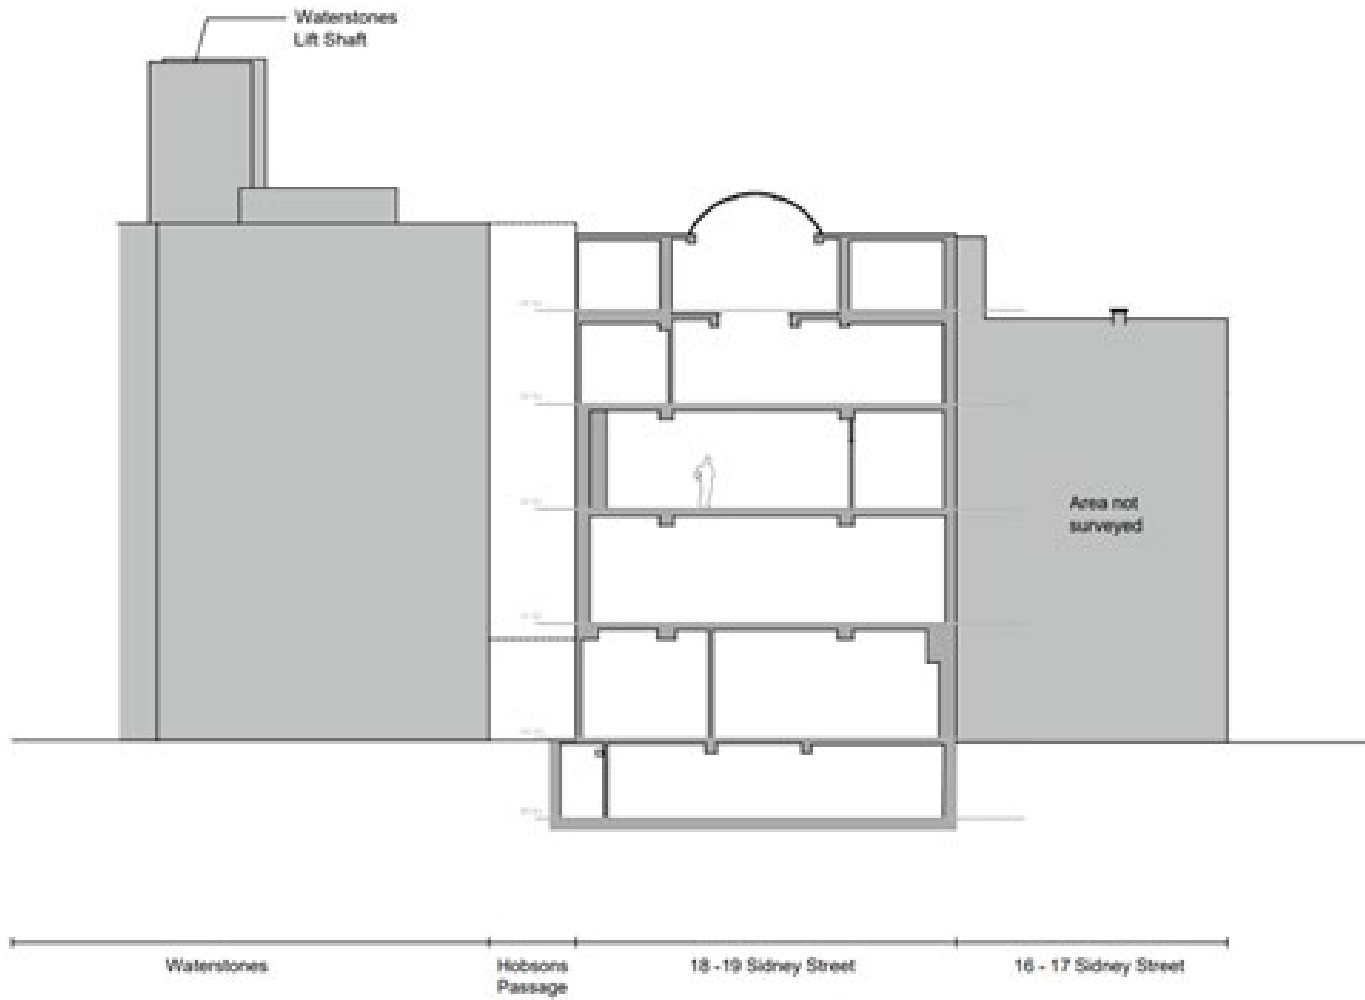 Waterstones
Lift Shaft
Area not
surveyed
Waterstones
Hobsons
Passage
18 -19 Sidney Street
16 - 17 Sidney Street